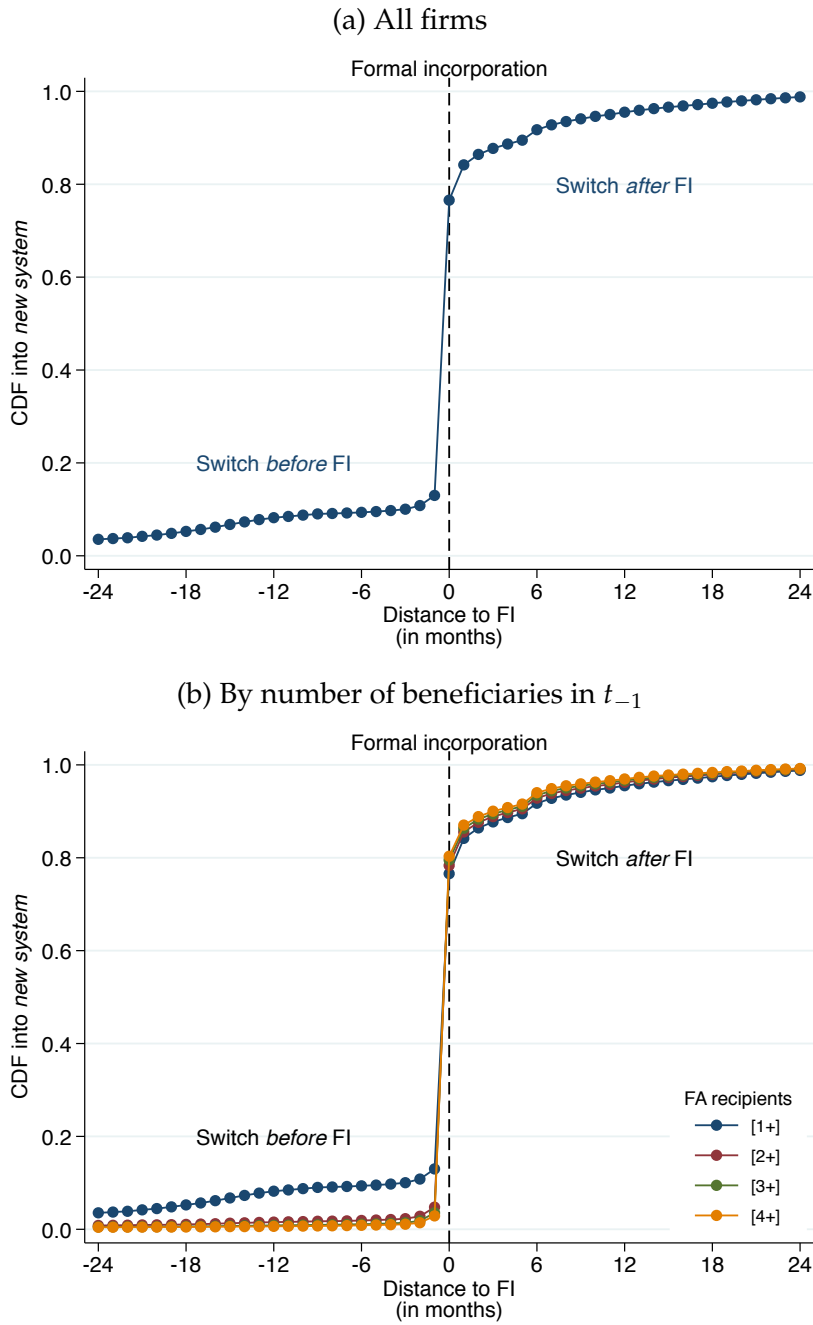 (a) All firms
Formal incorporation
1.0
0.8
0.6
0.4
0.2
0.0
CDF into new system
Switch after FI
Switch before FI
-24 -18 -12 -6 0 6 12 18 24
Distance to FI
(in months)
(b) By number of beneficiaries in t−1
Formal incorporation
1.0
0.8
0.6
0.4
0.2
0.0
CDF into new system
Switch after FI
Switch before FI
FA recipients
[1+]
[2+]
[3+]
[4+]
-24 -18 -12 -6 0 6 12 18 24
Distance to FI
(in months)